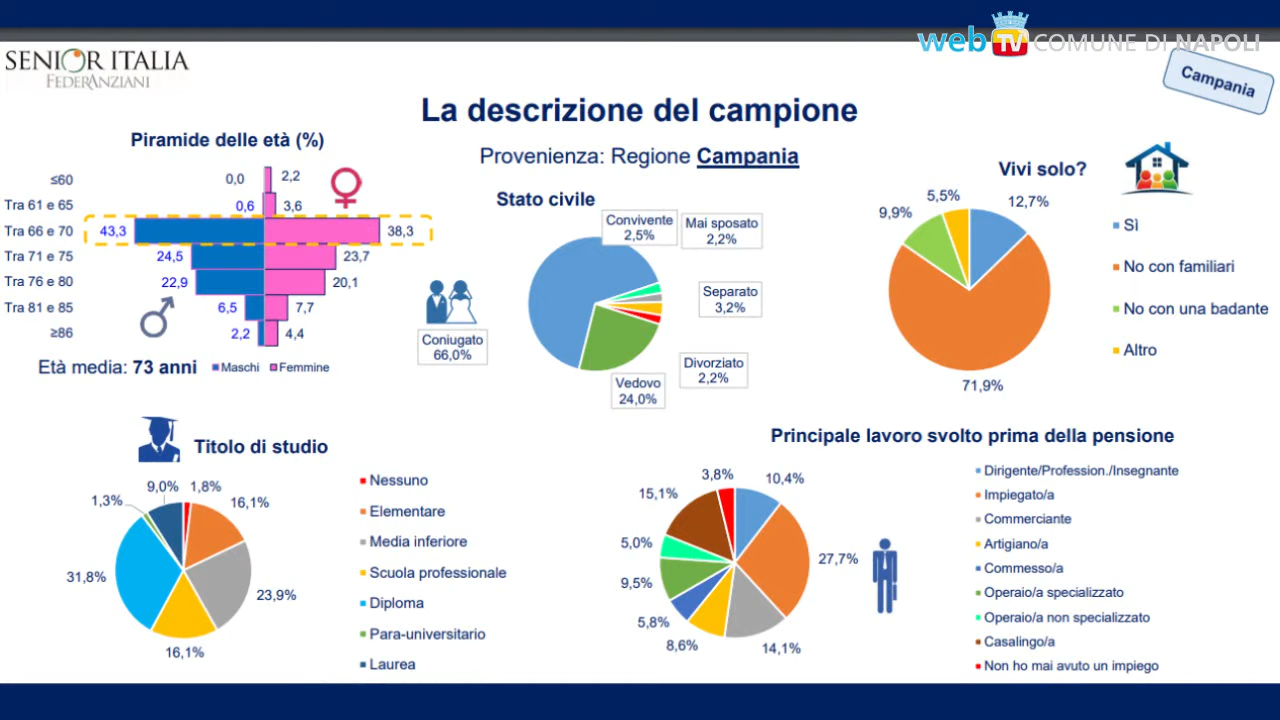 web TV COMUNE DI NAPOLI
SENIOR ITALIA
FEDERANZIANI
Campania
La descrizione del campione
Provenienza: Regione Campania
Piramide delle età (%)
≤60 0,0 2,2
Tra 61 e 65 0,6 3,6
Tra 66 e 70 43,3 38,3
Tra 71 e 75 24,5 23,7
Tra 76 e 80 22,9 20,1
Tra 81 e 85 6,5 7,7
≥86 2,2 4,4
Età media: 73 anni Maschi Femmine
Stato civile
Convivente
2,5%
Mai sposato
2,2%
Separato
3,2%
Divorziato
2,2%
Vedovo
24,0%
Coniugato
66,0%
Vivi solo?
5,5%
12,7%
9,9%
71,9%
Sì
No con familiari
No con una badante
Altro
Titolo di studio
1,3%
9,0%
1,8%
16,1%
31,8%
23,9%
16,1%
Nessuno
Elementare
Media inferiore
Scuola professionale
Diploma
Para-universitario
Laurea
Principale lavoro svolto prima della pensione
3,8%
10,4%
15,1%
5,0%
27,7%
9,5%
5,8%
8,6%
14,1%
Dirigente/Profession./Insegnante
Impiegato/a
Commerciante
Artigiano/a
Commesso/a
Operaio/a specializzato
Operaio/a non specializzato
Casalingo/a
Non ho mai avuto un impiego